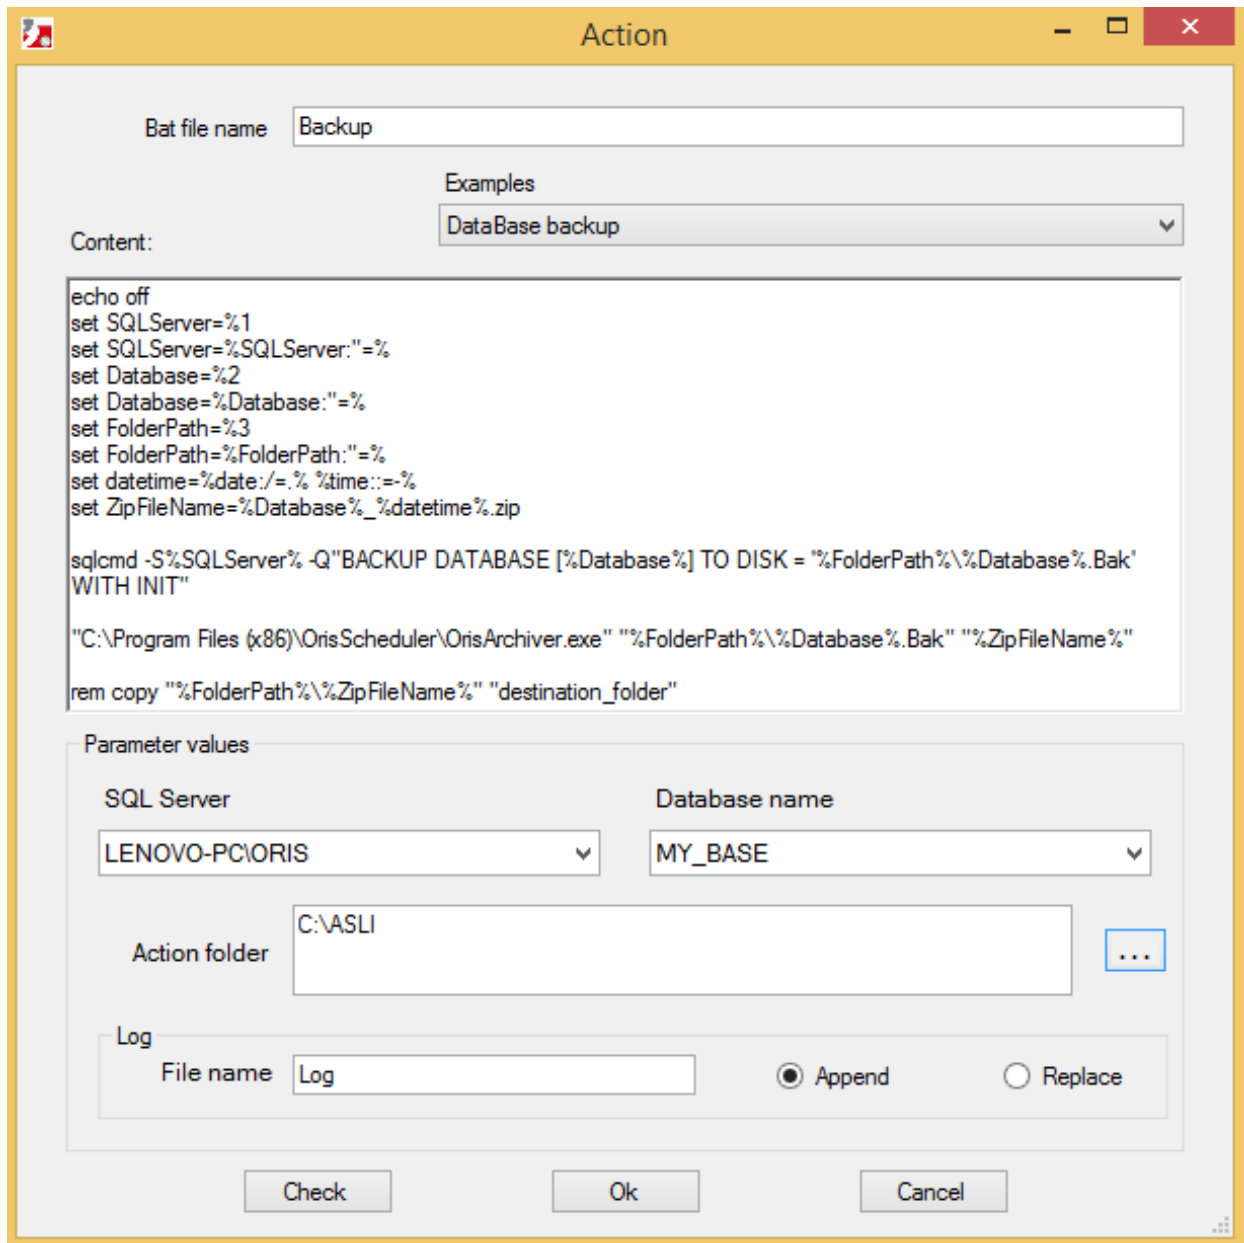 Action
Bat file name
Backup
Examples
DataBase backup
Content:
echo off
set SQLServer=%1
set SQLServer=%SQLServer:"=%
set Database=%2
set Database=%Database:"=%
set FolderPath=%3
set FolderPath=%FolderPath:"=%
set datetime=%date:/=.% %time::=-%
set ZipFileName=%Database%_%datetime%.zip
sqlcmd -S%SQLServer% -Q"BACKUP DATABASE [%Database%] TO DISK = '%FolderPath%\%Database%.Bak'
WITH INIT"
"C:\Program Files (x86)\OrisScheduler\OrisArchiver.exe" "%FolderPath%\%Database%.Bak" "%ZipFileName%"
rem copy "%FolderPath%\%ZipFileName%" "destination_folder"
Parameter values
SQL Server
Database name
LENOVO-PC\ORIS
MY_BASE
Action folder
C:\ASLI
...
Log
File name
Log
Append
Replace
Check
Ok
Cancel